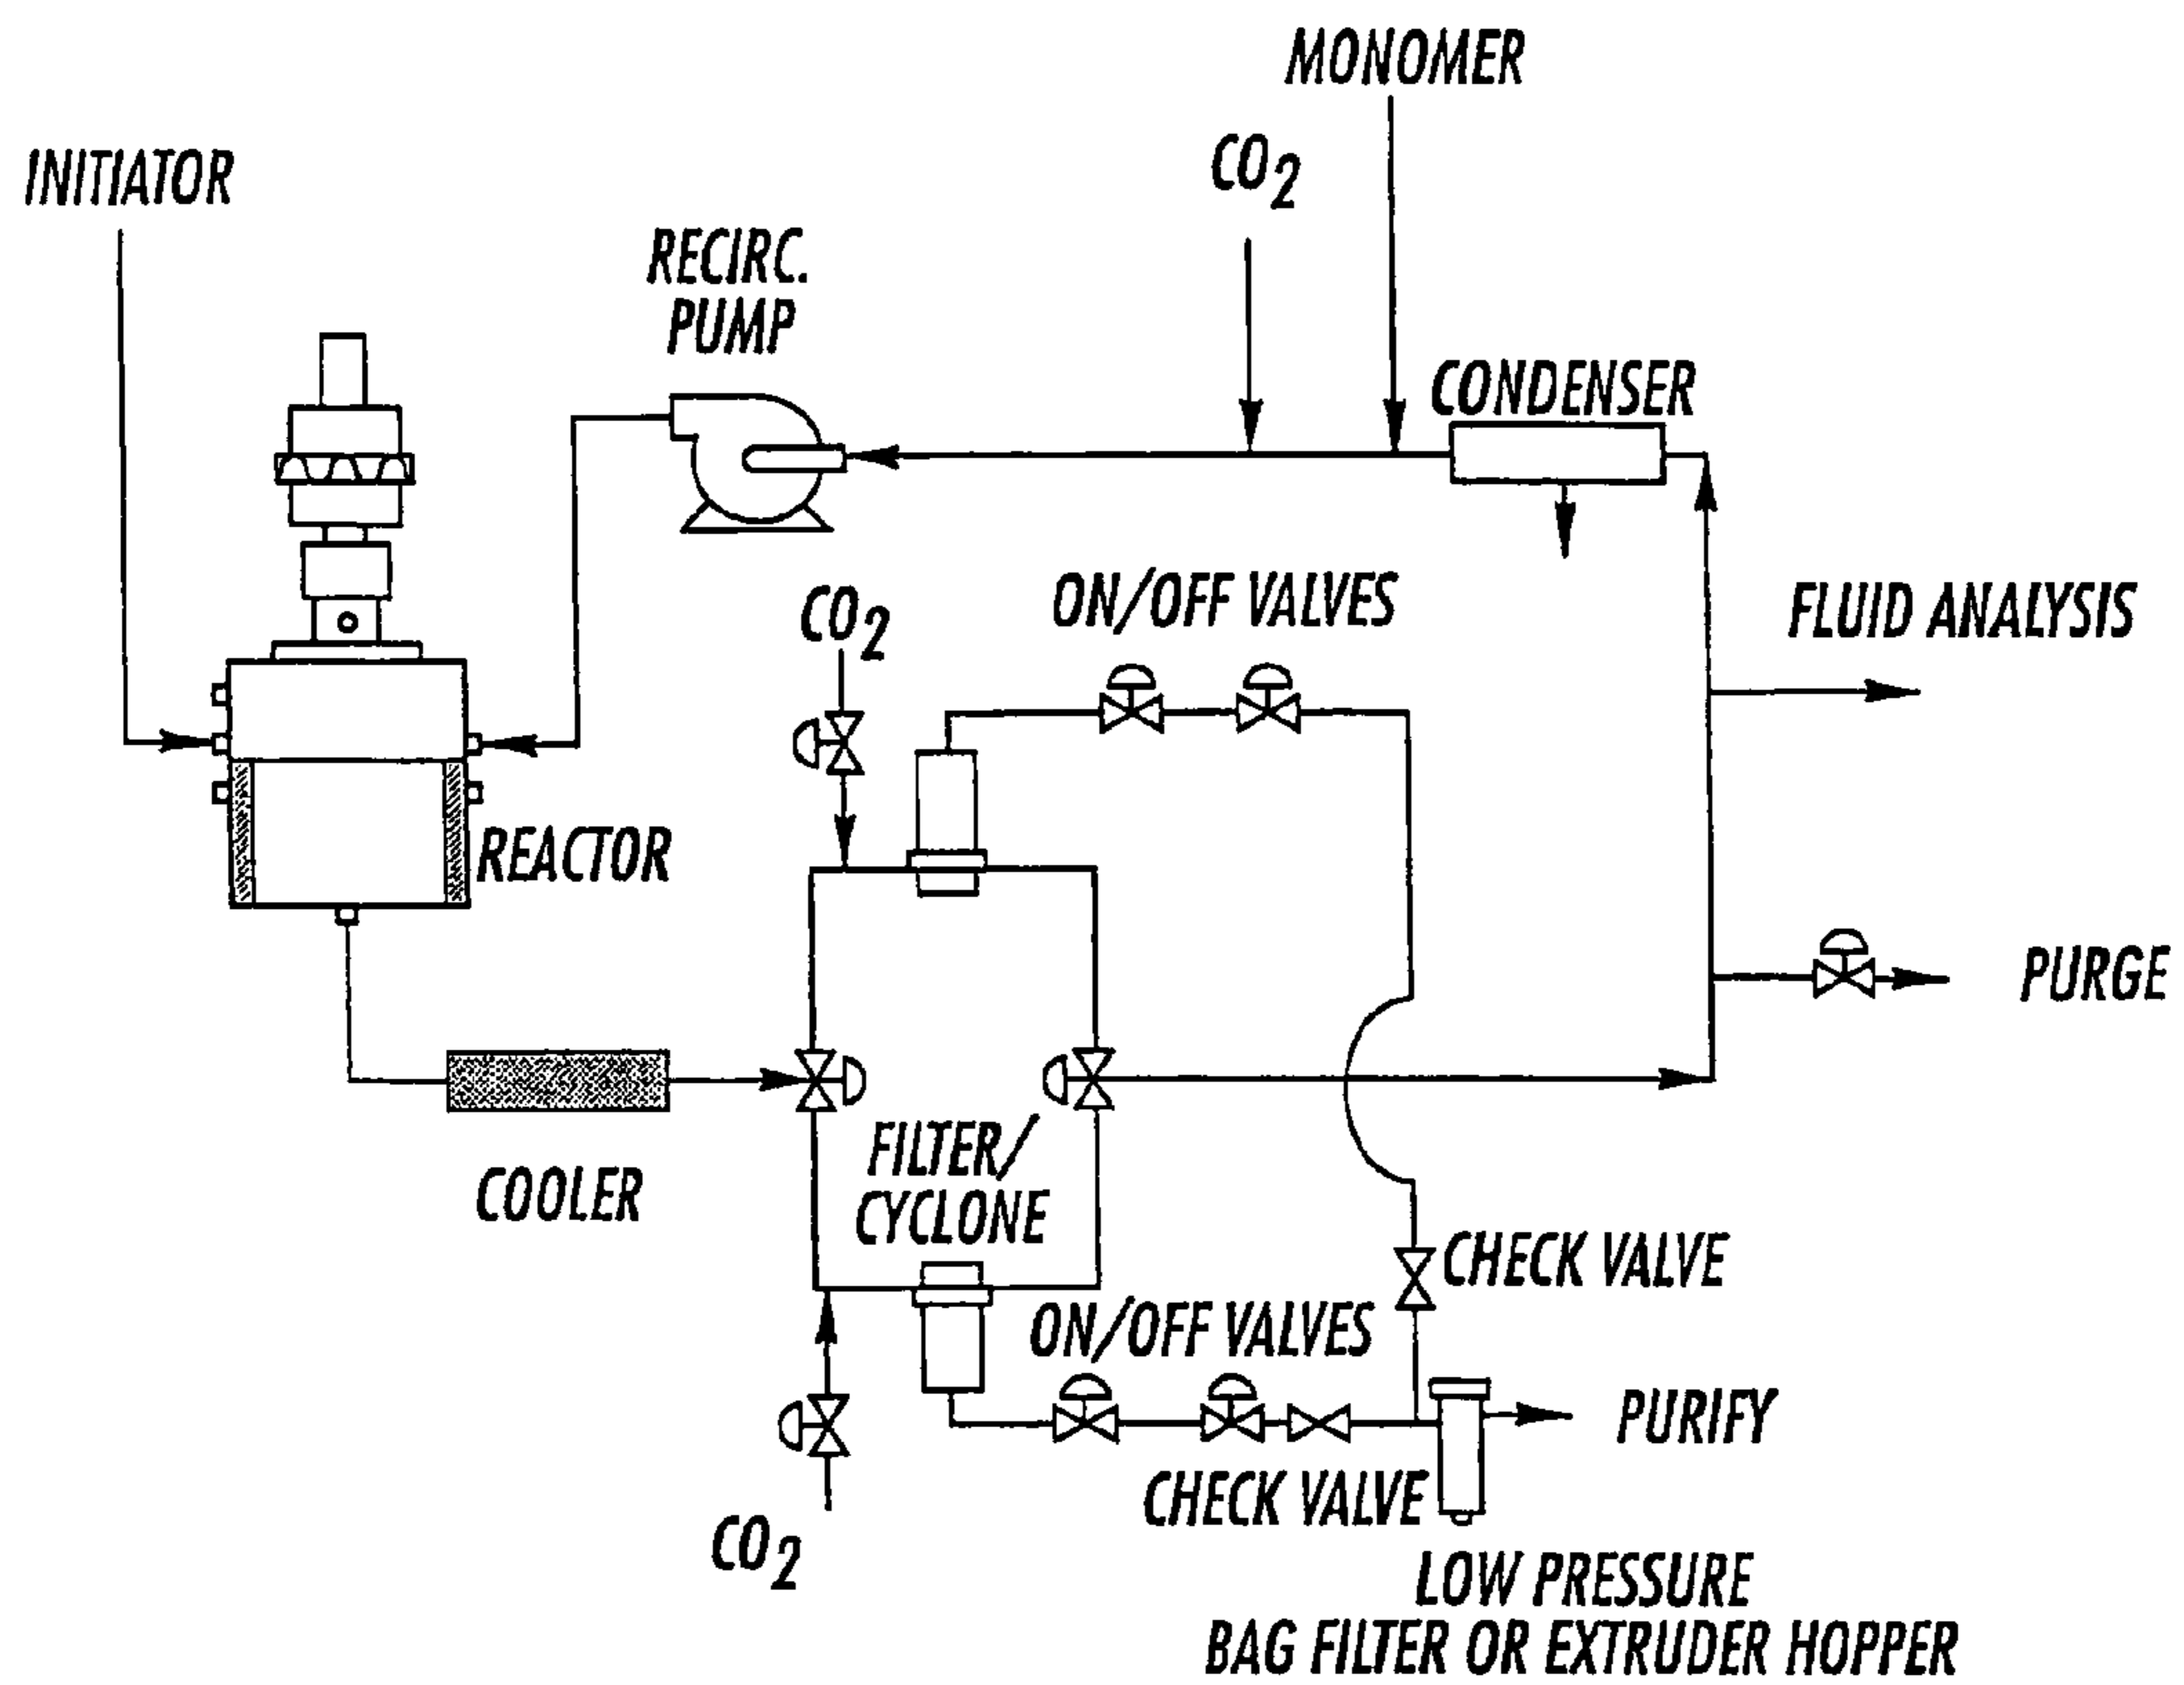 MONOMER
CO2
INITIATOR
RECIRC.
PUMP
CONDENSER
CO2
ON/OFF VALVES
FLUID ANALYSIS
REACTOR
PURGE
FILTER/
CYCLONE
COOLER
CHECK VALVE
ON/OFF VALVES
PURIFY
CHECK VALVE
CO2
LOW PRESSURE
BAG FILTER OR EXTRUDER HOPPER